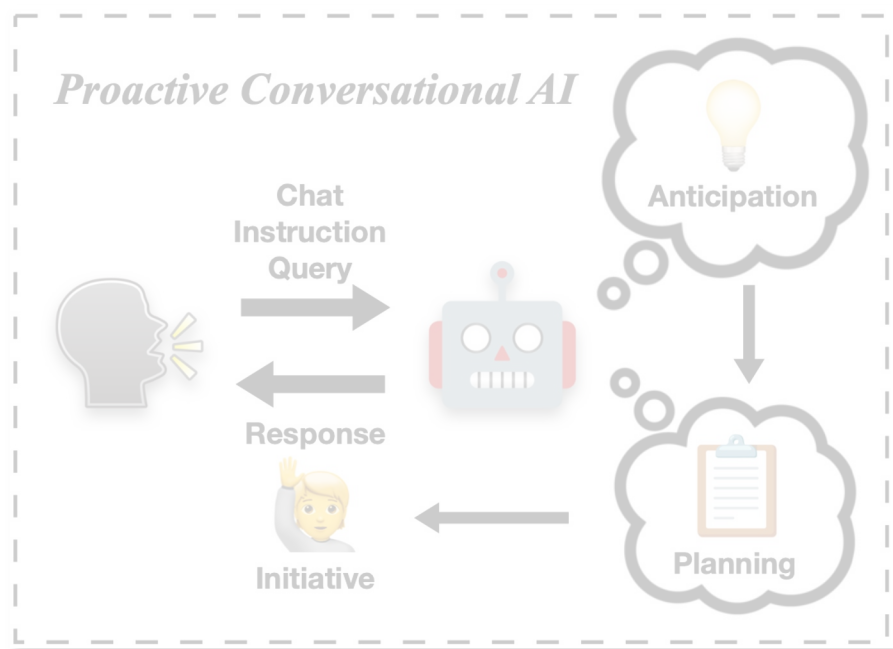 Proactive Conversational AI
Chat
Instruction
Query
Response
Initiative
Anticipation
Planning